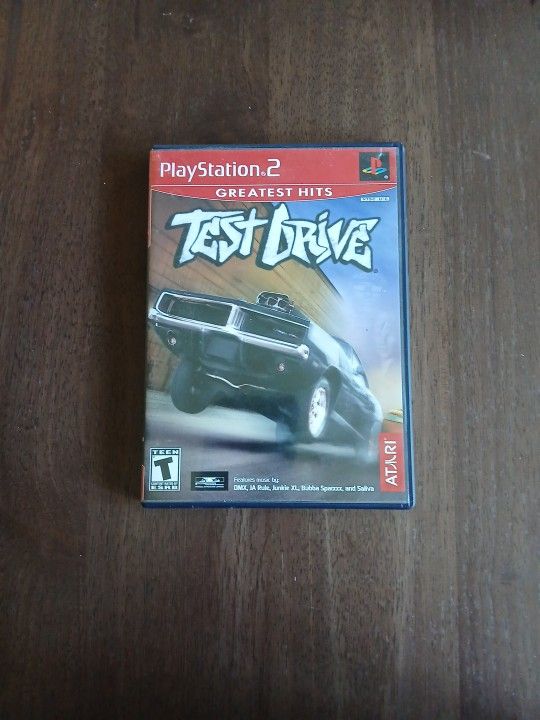 PlayStation.2
GREATEST HITS
NTSC U/C
TEST DRIVE
TEEN
T
ESRB
Features music by:
DMX, JA Rule, Junkie XL, Bubba Sparxxx, and Saliva
ATARI